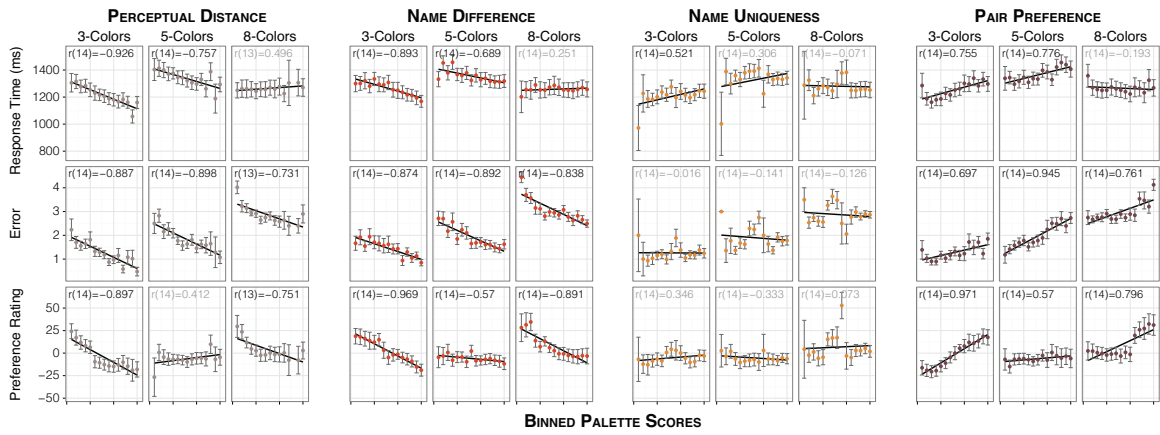 PERCEPTUAL DISTANCE NAME DIFFERENCE NAME UNIQUENESS PAIR PREFERENCE
3-Colors 5-Colors 8-Colors 3-Colors 5-Colors 8-Colors 3-Colors 5-Colors 8-Colors 3-Colors 5-Colors 8-Colors
r(14)=−0.926 r(14)=−0.757 r(13)=0.496 r(14)=−0.893 r(14)=−0.689 r(14)=0.251 r(14)=0.521 r(14)=0.306 r(14)=−0.071 r(14)=0.755 r(14)=0.776 r(14)=−0.193
Response Time (ms)
1400
1200
1000
800
r(14)=−0.887 r(14)=−0.898 r(13)=−0.731 r(14)=−0.874 r(14)=−0.892 r(14)=−0.838 r(14)=−0.016 r(14)=−0.141 r(14)=−0.126 r(14)=0.697 r(14)=0.945 r(14)=0.761
Error
4
3
2
1
r(14)=−0.897 r(14)=0.412 r(13)=−0.751 r(14)=−0.969 r(14)=−0.57 r(14)=−0.891 r(14)=0.346 r(14)=−0.333 r(14)=0.073 r(14)=0.971 r(14)=0.57 r(14)=0.796
Preference Rating
50
25
0
−25
−50
BINNED PALETTE SCORES